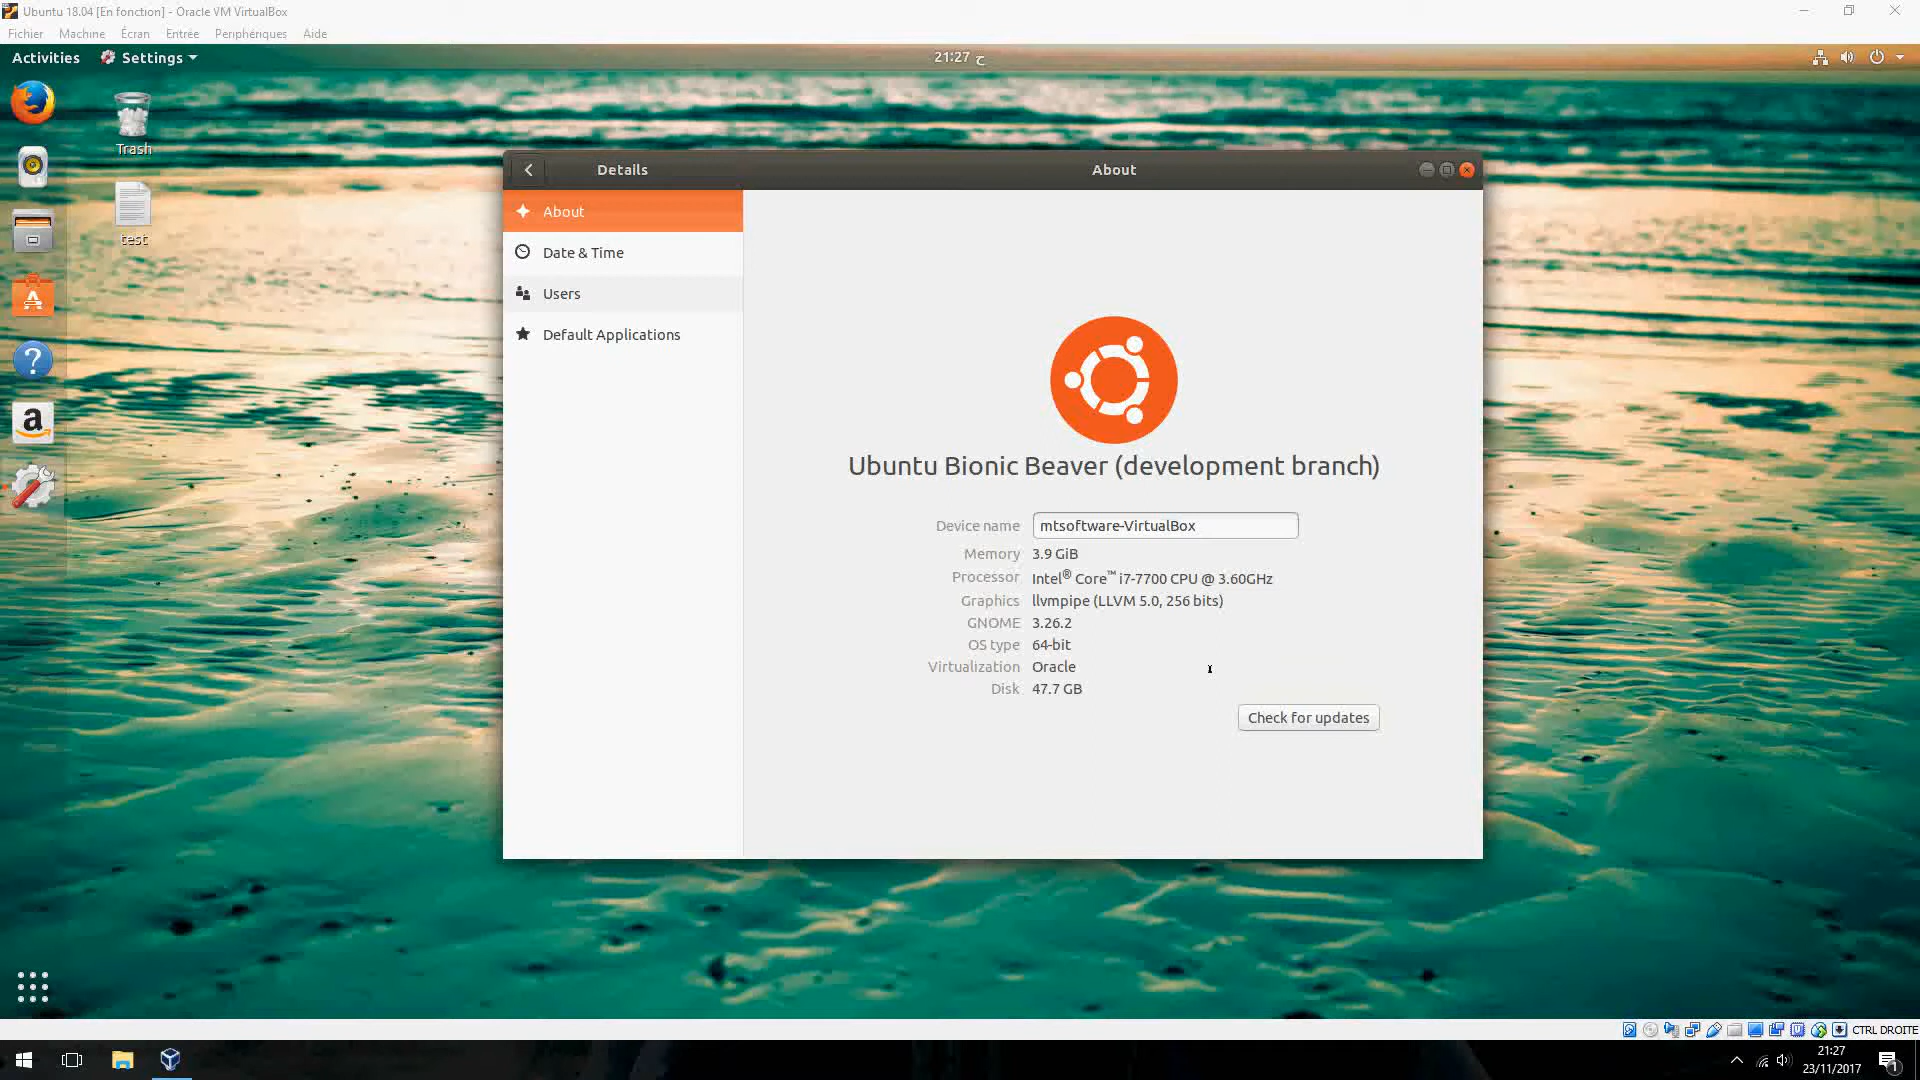 Ubuntu 18.04 [En fonction] - Oracle VM VirtualBox
Fichier Machine Écran Entrée Périphériques Aide
Activities Settings 21:27 ح
Trash
test
Details About
About
Date & Time
Users
Default Applications
Ubuntu Bionic Beaver (development branch)
Device name mtsoftware-VirtualBox
Memory 3.9 GiB
Processor Intel® Core™ i7-7700 CPU @ 3.60GHz
Graphics llvmpipe (LLVM 5.0, 256 bits)
GNOME 3.26.2
OS type 64-bit
Virtualization Oracle
Disk 47.7 GB
Check for updates
CTRL DROITE
21:27
23/11/2017
1